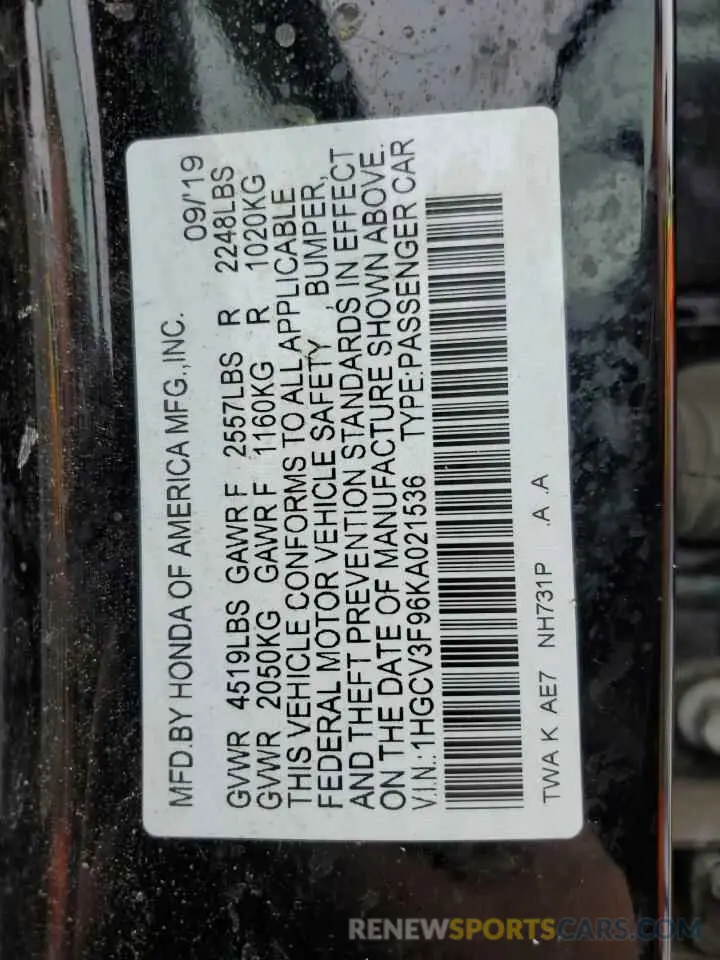 MFD.BY HONDA OF AMERICA MFG.,INC. 09/'19
GVWR 4519LBS GAWR F 2557LBS R 2248LBS
GVWR 2050KG GAWR F 1160KG R 1020KG
THIS VEHICLE CONFORMS TO ALL APPLICABLE
FEDERAL MOTOR VEHICLE SAFETY , BUMPER,
AND THEFT PREVENTION STANDARDS IN EFFECT
ON THE DATE OF MANUFACTURE SHOWN ABOVE.
V.I.N.:1HGCV3F96KA021536 TYPE:PASSENGER CAR
TWA K AE7 NH731P .A .A
RENEWSPORTSCARS.COM